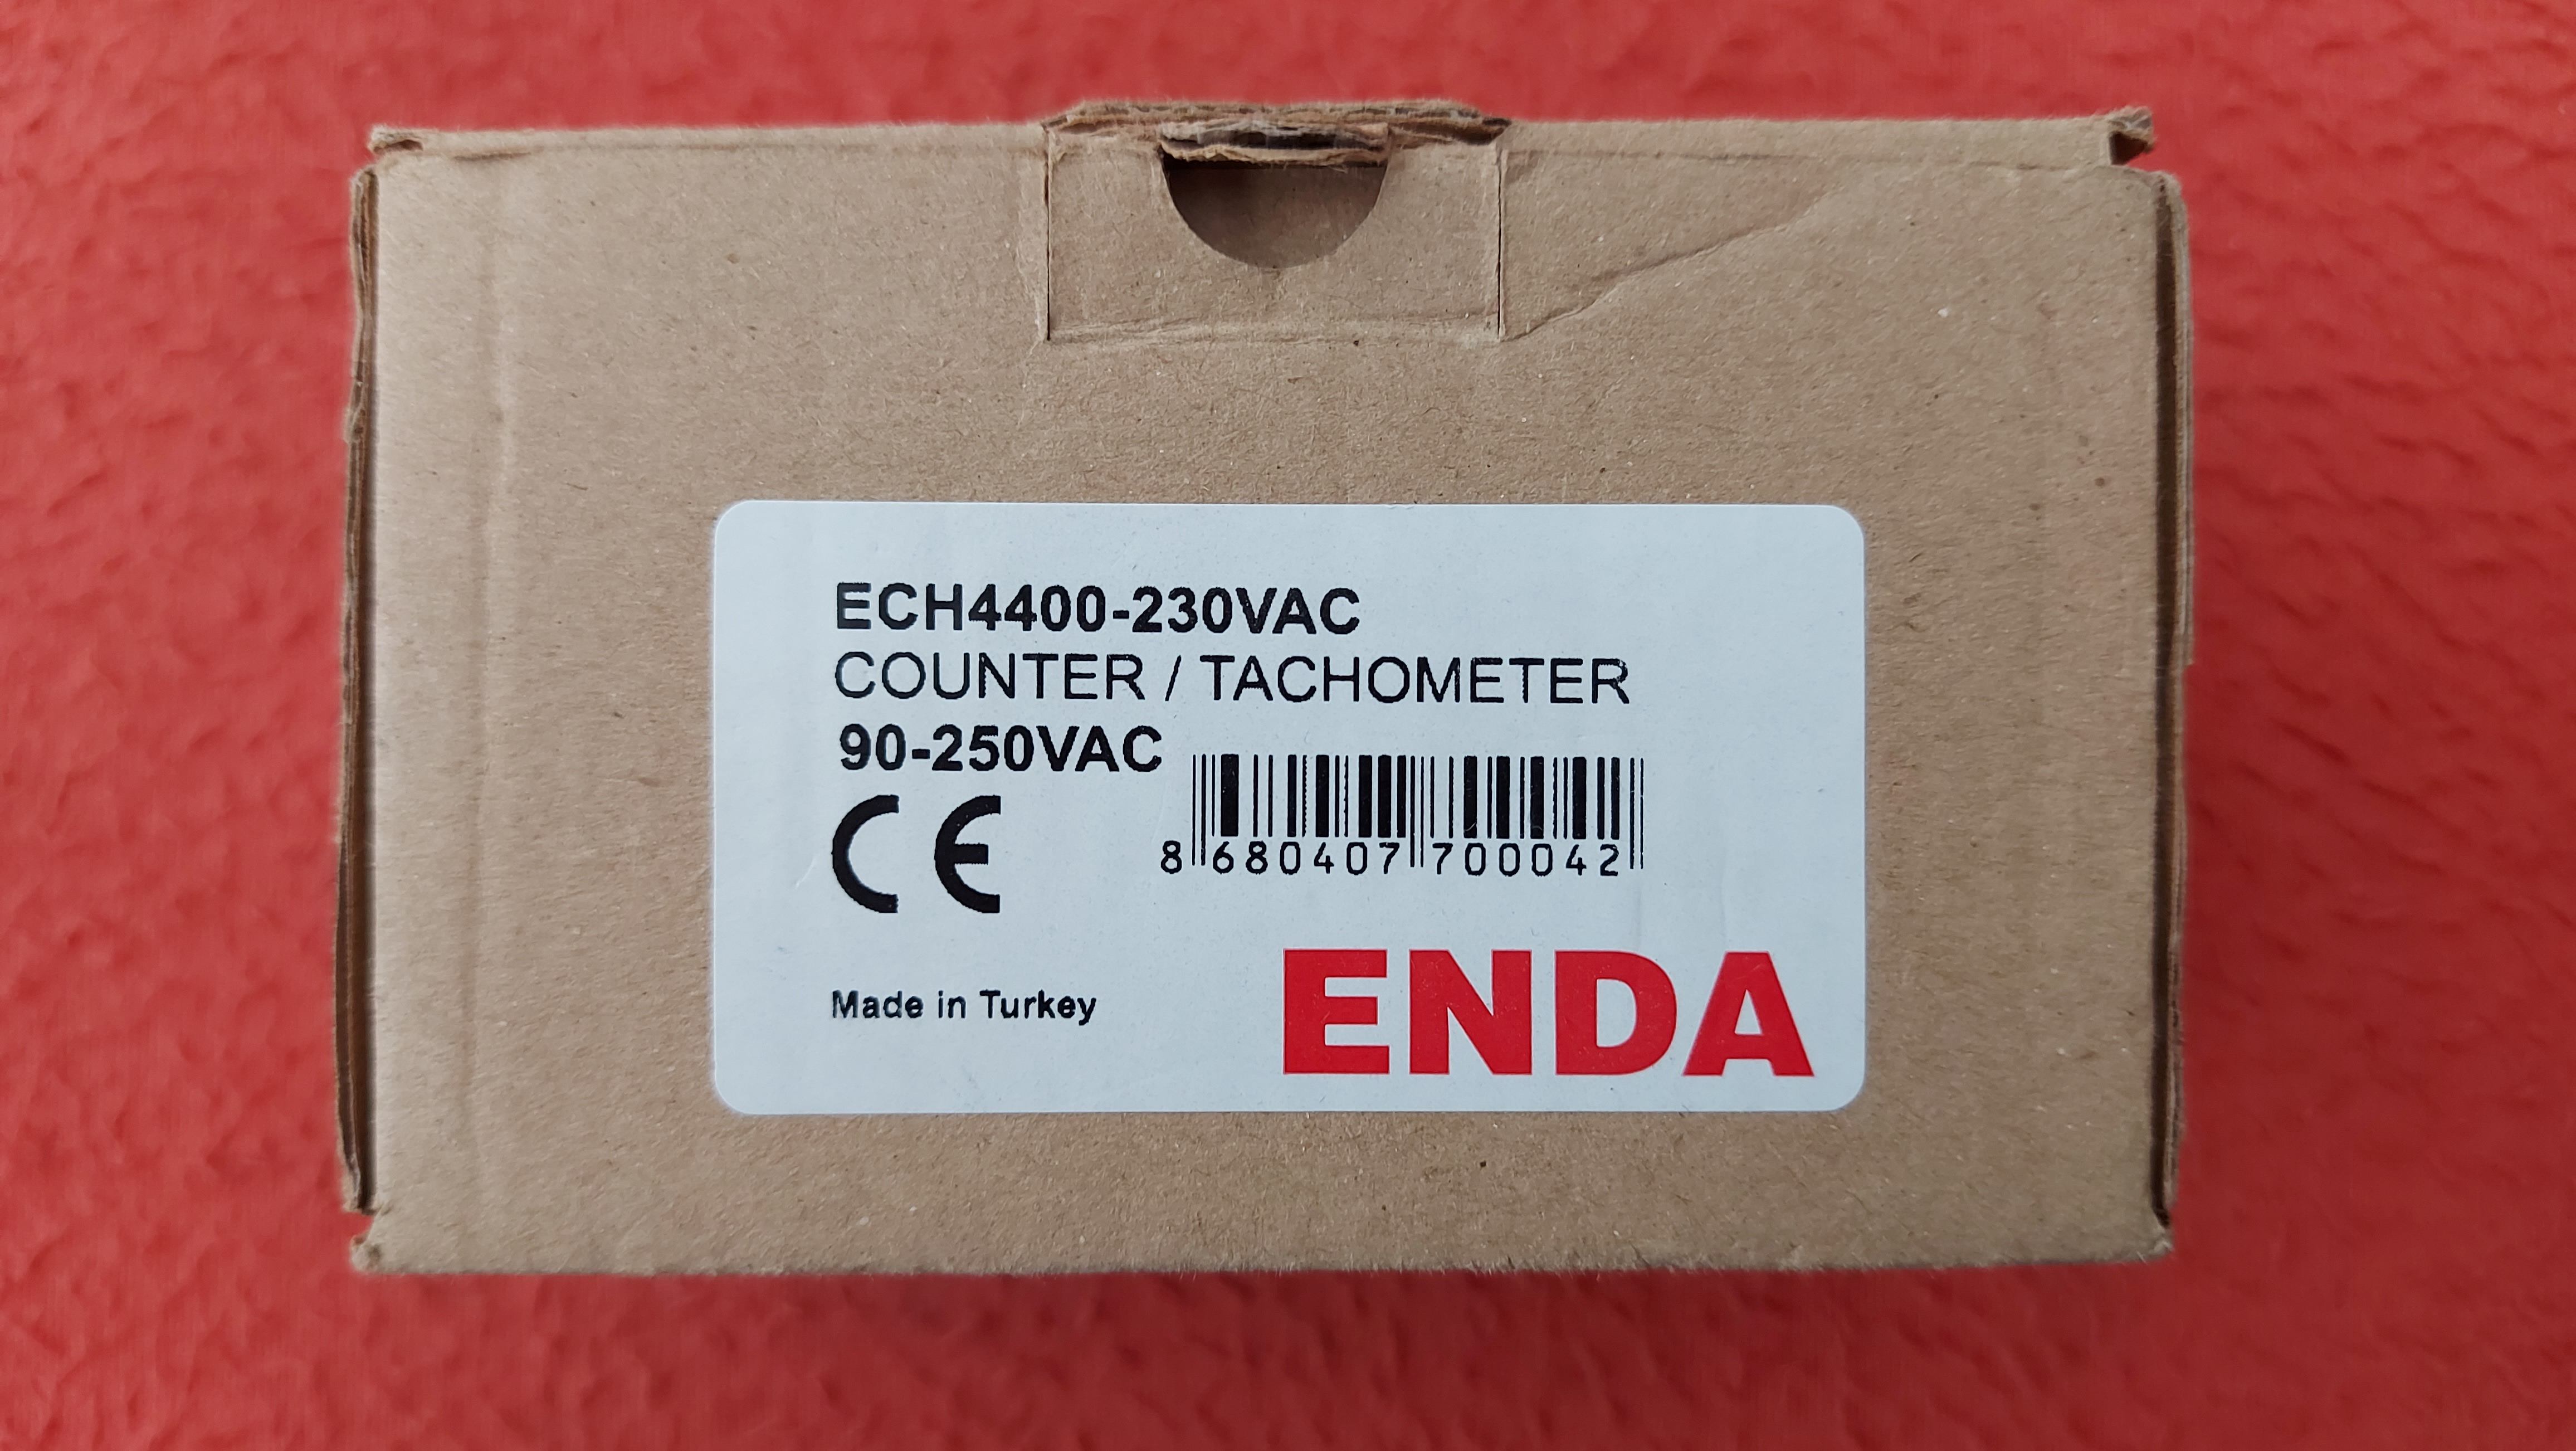 ECH4400-230VAC
COUNTER / TACHOMETER
90-250VAC
CE
8 680407 700042
Made in Turkey
ENDA